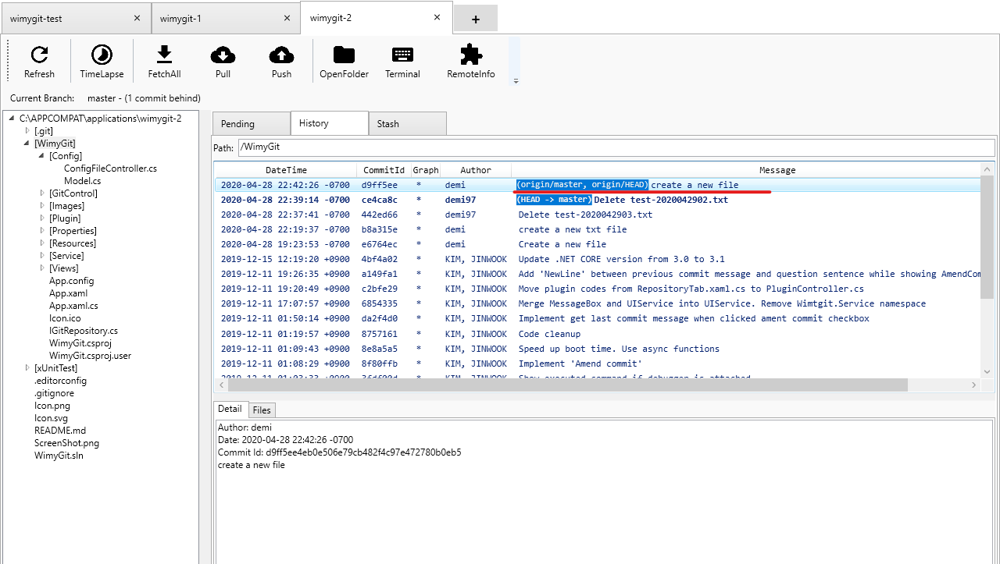 wimygit-test × wimygit-1 × wimygit-2 × +
Refresh TimeLapse FetchAll Pull Push OpenFolder Terminal RemoteInfo
Current Branch: master - (1 commit behind)
C:\APPCOMPAT\applications\wimygit-2
[.git]
[WimyGit]
[Config]
ConfigFileController.cs
Model.cs
[GitControl]
[Images]
[Plugin]
[Properties]
[Resources]
[Service]
[Views]
App.config
App.xaml
App.xaml.cs
Icon.ico
IGitRepository.cs
WimyGit.csproj
WimyGit.csproj.user
[xUnitTest]
.editorconfig
.gitignore
Icon.png
Icon.svg
README.md
ScreenShot.png
WimyGit.sln
Pending History Stash
Path: /WimyGit
DateTime CommitId Graph Author Message
2020-04-28 22:42:26 -0700 d9ff5ee * demi (origin/master, origin/HEAD) create a new file
2020-04-28 22:39:14 -0700 ce4ca8c * demi97 (HEAD -> master) Delete test-2020042902.txt
2020-04-28 22:37:41 -0700 442ed66 * demi97 Delete test-2020042903.txt
2020-04-28 22:19:37 -0700 b8a315e * demi create a new txt file
2020-04-28 19:23:53 -0700 e6764ec * demi Create a new file
2019-12-15 12:19:20 +0900 4bf4a02 * KIM, JINWOOK Update .NET CORE version from 3.0 to 3.1
2019-12-11 19:26:35 +0900 a149fa1 * KIM, JINWOOK Add 'NewLine' between previous commit message and question sentence while showing AmendCom
2019-12-11 19:20:49 +0900 c2bfe29 * KIM, JINWOOK Move plugin codes from RepositoryTab.xaml.cs to PluginController.cs
2019-12-11 17:07:57 +0900 6854335 * KIM, JINWOOK Merge MessageBox and UIService into UIService. Remove Wimtgit.Service namespace
2019-12-11 01:50:14 +0900 da2f4d0 * KIM, JINWOOK Implement get last commit message when clicked ament commit checkbox
2019-12-11 01:19:57 +0900 8757161 * KIM, JINWOOK Code cleanup
2019-12-11 01:09:43 +0900 8e8a5a5 * KIM, JINWOOK Speed up boot time. Use async functions
2019-12-11 01:08:29 +0900 8f80ffb * KIM, JINWOOK Implement 'Amend commit'
2019-12-11 01:03:33 +0900 * KIM, JINWOOK Show executed command if debugger is attached
Detail Files
Author: demi
Date: 2020-04-28 22:42:26 -0700
Commit Id: d9ff5ee4eb0e506e79cb482f4c97e472780b0eb5
create a new file